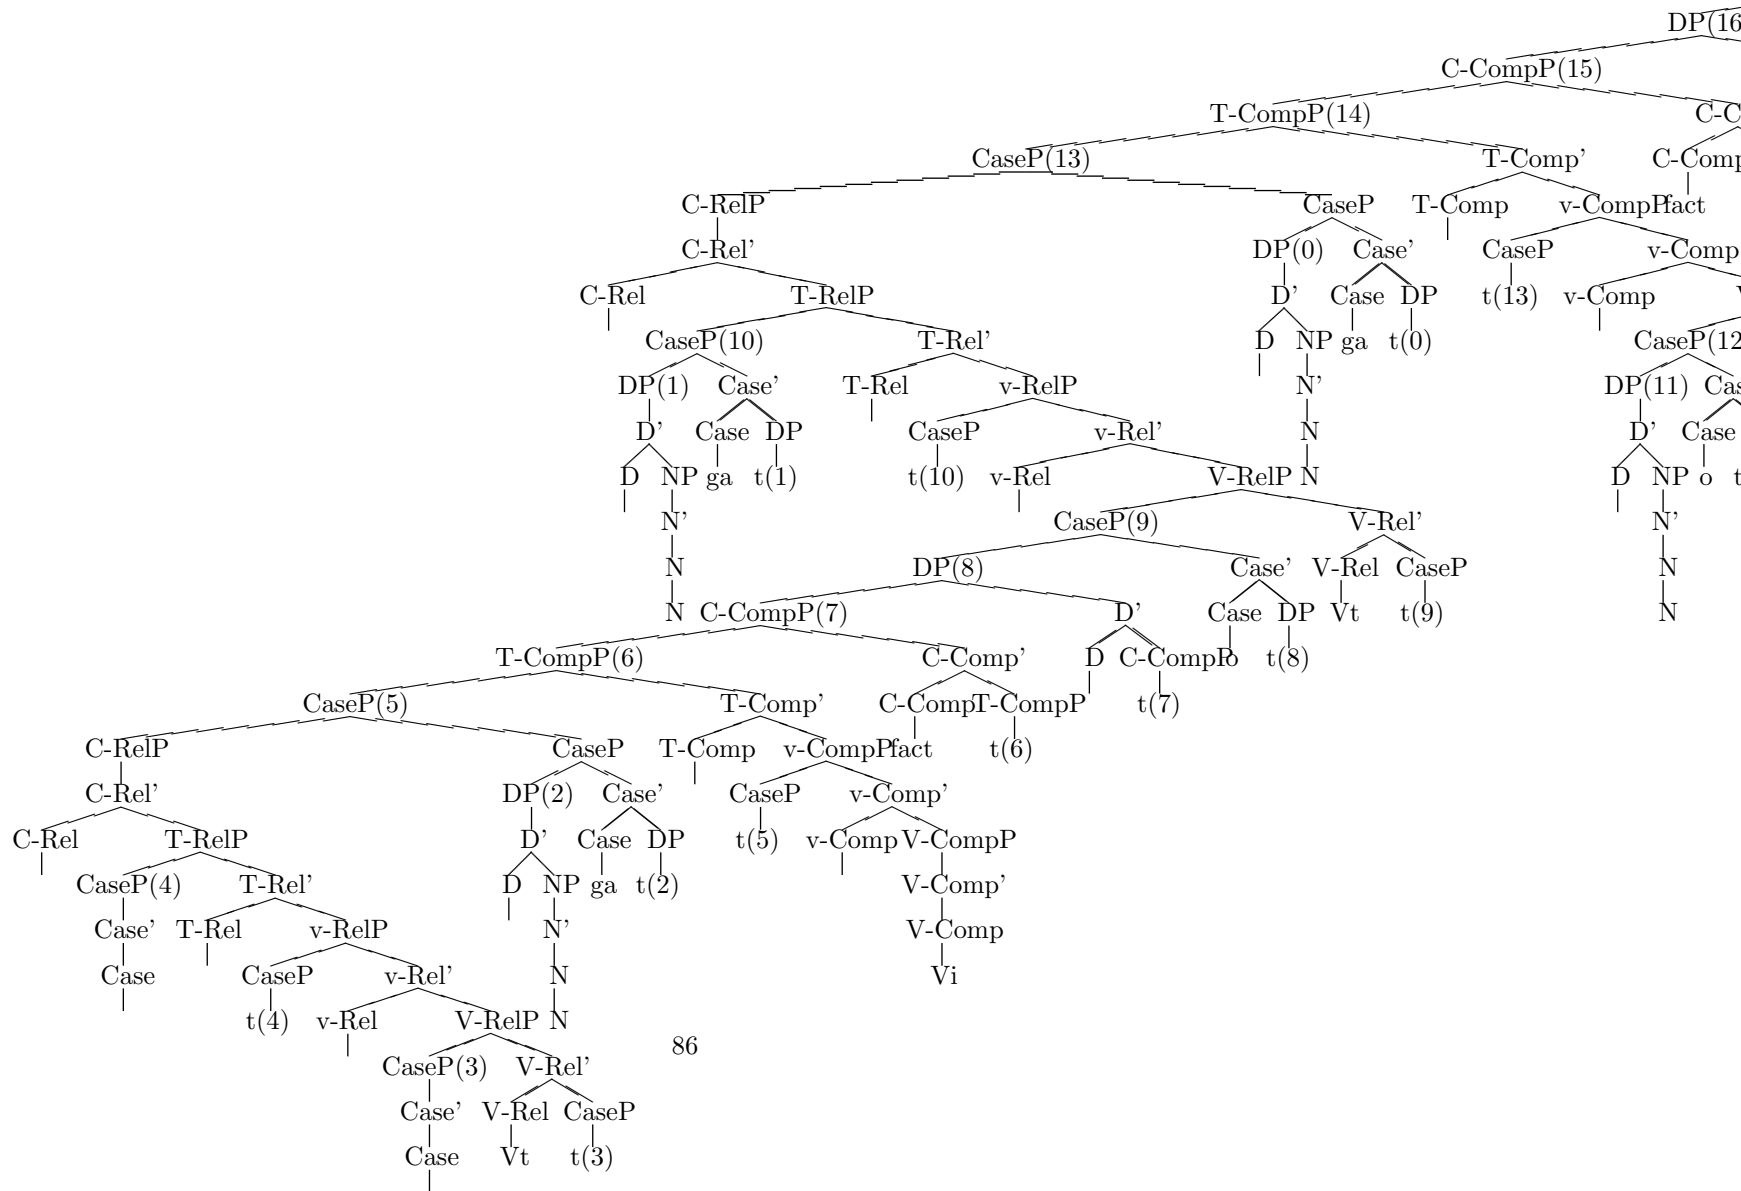 DP(16
C-CompP(15)
T-CompP(14) C-C
CaseP(13) T-Comp' C-Comp
C-RelP CaseP T-Comp v-CompP fact
C-Rel' DP(0) Case' CaseP v-Comp
C-Rel T-RelP D' Case DP t(13) v-Comp
CaseP(10) T-Rel' D NP ga t(0) CaseP(12
DP(1) Case' T-Rel v-RelP N' DP(11) Cas
D' Case DP CaseP v-Rel' N D' Case
D NP ga t(1) t(10) v-Rel V-RelP N D NP o t
N' CaseP(9) V-Rel' N'
N DP(8) Case' V-Rel CaseP N
N C-CompP(7) D' Case DP Vt t(9) N
T-CompP(6) C-Comp' D C-CompP o t(8)
CaseP(5) T-Comp' C-Comp T-CompP t(7)
C-RelP CaseP T-Comp v-CompP fact t(6)
C-Rel' DP(2) Case' CaseP v-Comp'
C-Rel T-RelP D' Case DP t(5) v-Comp V-CompP
CaseP(4) T-Rel' D NP ga t(2) V-Comp'
Case' T-Rel v-RelP N' V-Comp
Case CaseP v-Rel' N Vi
t(4) v-Rel V-RelP N
86
CaseP(3) V-Rel'
Case' V-Rel CaseP
Case Vt t(3)